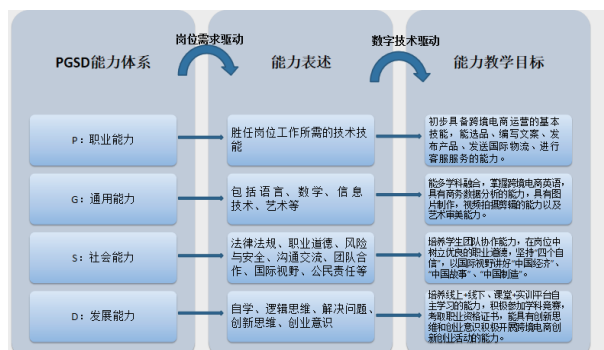 岗位需求驱动
数字技术驱动
PGSD能力体系
能力表述
能力教学目标
P：职业能力
胜任岗位工作所需的技术技
能
初步具备跨境电商运营的基本
技能，能选品、编写文案、发
布产品、发送国际物流、进行
客服服务的能力。
G：通用能力
包括语言、数学、信息
技术、艺术等
能多学科融合，掌握跨境电商英语，
具有商务数据分析的能力，具有图
片制作，视频拍摄剪辑的能力以及
艺术审美能力。
S：社会能力
法律法规、职业道德、风险
与安全、沟通交流、团队合
作、国际视野、公民责任等
培养学生团队协作能力，在岗位中
树立优良的职业道德，坚持“四个自
信”，以国际视野讲好“中国经济”、
“中国故事”、“中国制造”。
D：发展能力
自学、逻辑思维、解决问题、
创新思维、创业意识
培养线上+线下、课堂+实训平台自
主学习的能力，积极参加学科竞赛，
考取职业资格证书，能具有创新思
维和创业意识积极开展跨境电商创
新创业活动的能力。